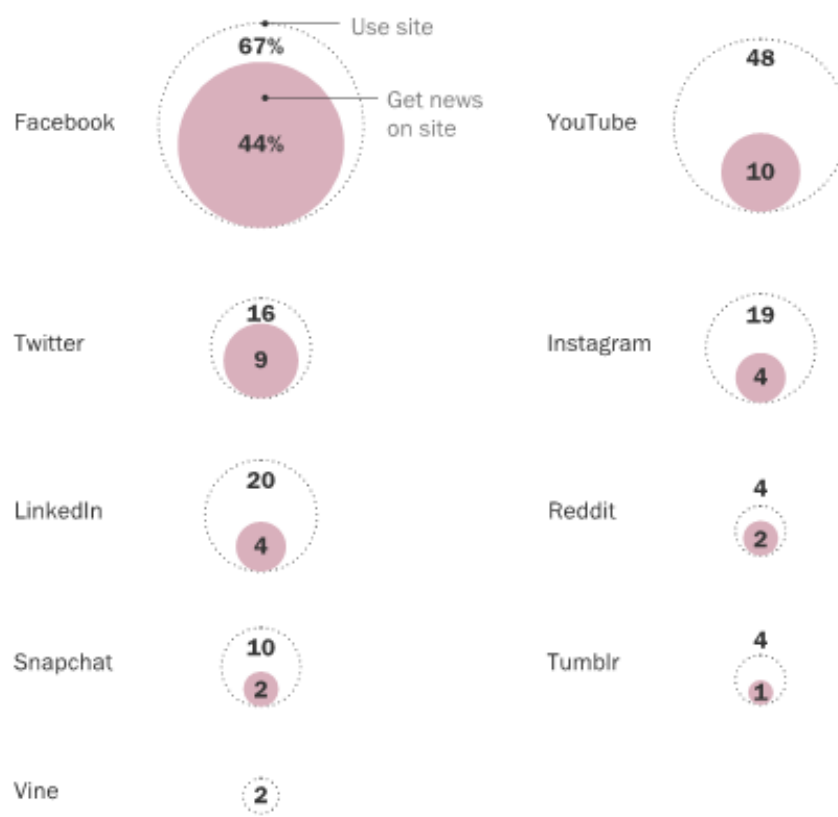 Use site
67%
Get news
on site
Facebook
44%
48
YouTube
10
16
Twitter
9
19
Instagram
4
20
LinkedIn
4
4
Reddit
2
10
Snapchat
2
4
Tumblr
1
Vine
2